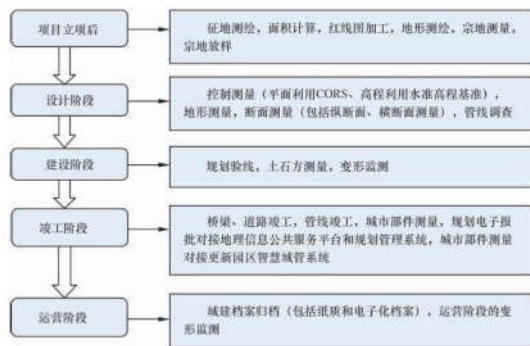 项目立项后
征地测绘，面积计算，红线图加工，地形测绘，宗地测量，
宗地放样
设计阶段
控制测量（平面利用CORS、高程利用水准高程基准），
地形测量，断面测量（包括纵断面、横断面测量），管线调查
建设阶段
规划验线，土石方测量，变形监测
竣工阶段
桥梁、道路竣工，管线竣工，城市部件测量，规划电子报
批对接地理信息公共服务平台和规划管理系统，城市部件测量
对接更新园区智慧城管系统
运营阶段
城建档案归档（包括纸质和电子化档案），运营阶段的变
形监测